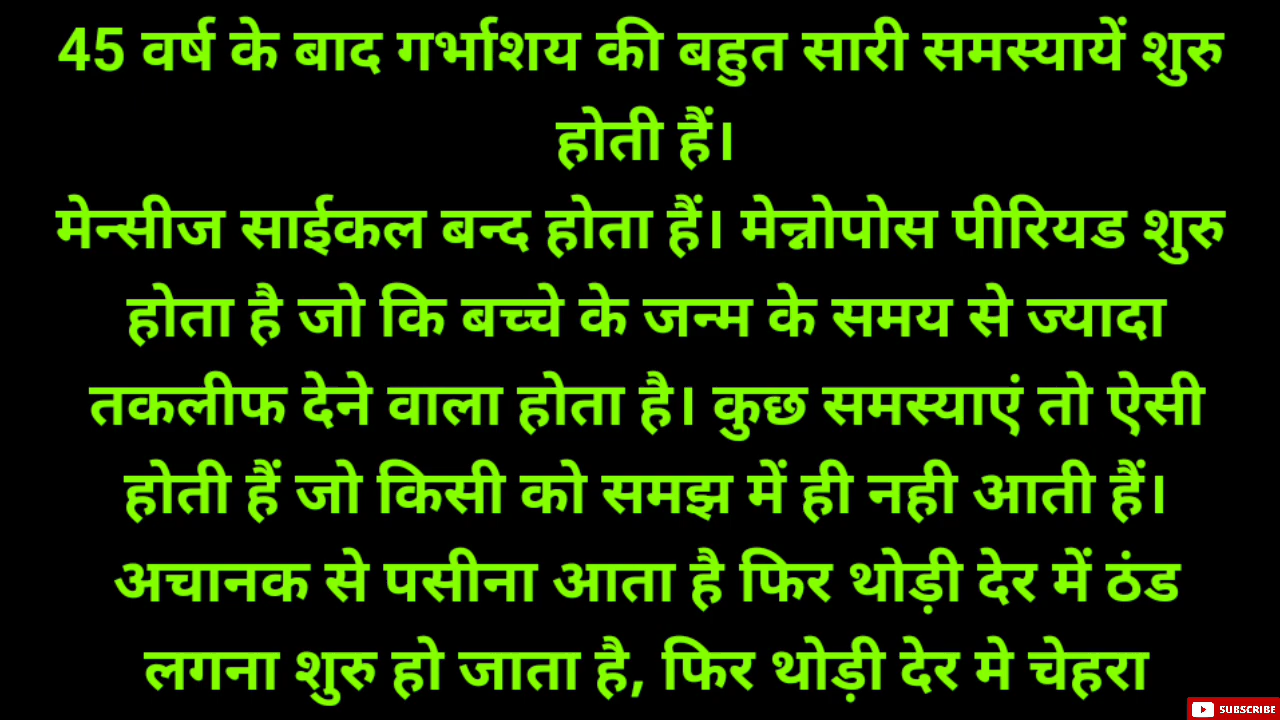 45 वर्ष के बाद गर्भाशय की बहुत सारी समस्यायें शुरु
होती हैं।
मेन्सीज साईकल बन्द होता हैं। मेन्नोपोस पीरियड शुरु
होता है जो कि बच्चे के जन्म के समय से ज्यादा
तकलीफ देने वाला होता है। कुछ समस्याएं तो ऐसी
होती हैं जो किसी को समझ में ही नही आती हैं।
अचानक से पसीना आता है फिर थोड़ी देर में ठंड
लगना शुरु हो जाता है, फिर थोड़ी देर मे चेहरा
SUBSCRIBE